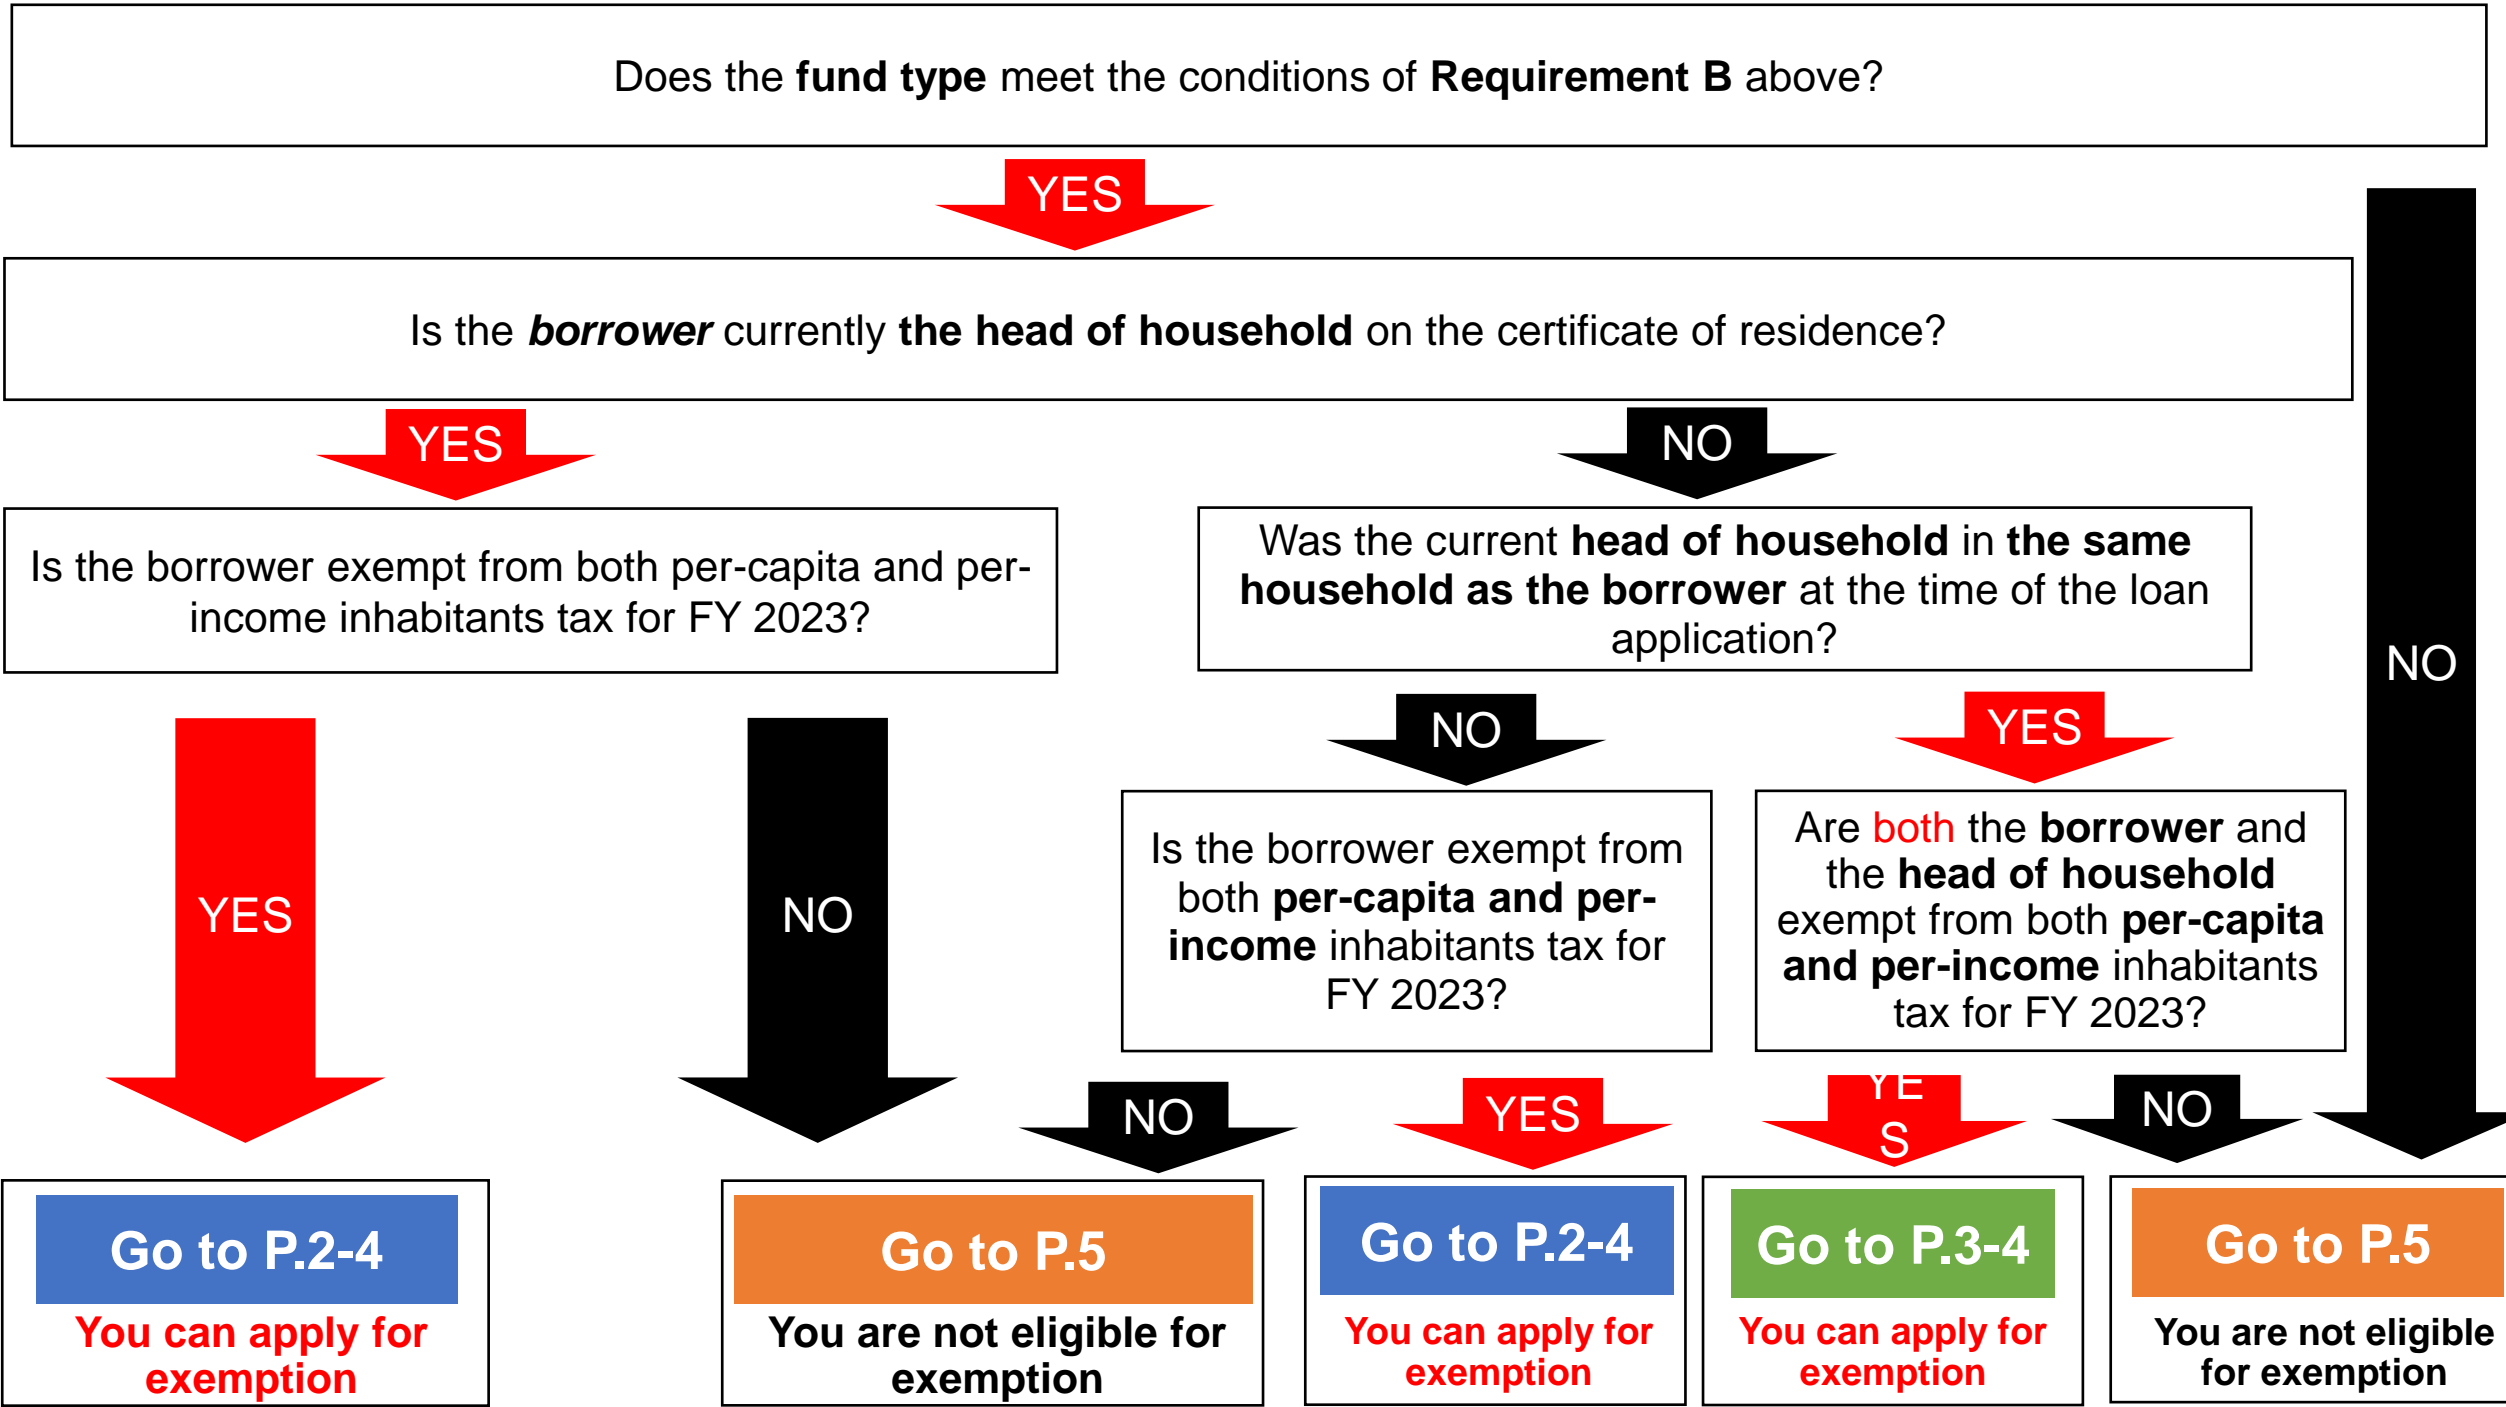 Does the fund type meet the conditions of Requirement B above?
YES
Is the borrower currently the head of household on the certificate of residence?
YES
NO
Is the borrower exempt from both per-capita and per-
income inhabitants tax for FY 2023?
Was the current head of household in the same
household as the borrower at the time of the loan
application?
NO
NO
YES
YES
NO
Is the borrower exempt from
both per-capita and per-
income inhabitants tax for
FY 2023?
Are both the borrower and
the head of household
exempt from both per-capita
and per-income inhabitants
tax for FY 2023?
NO
YES
YE
S
NO
Go to P.2-4
You can apply for
exemption
Go to P.5
You are not eligible for
exemption
Go to P.2-4
You can apply for
exemption
Go to P.3-4
You can apply for
exemption
Go to P.5
You are not eligible
for exemption